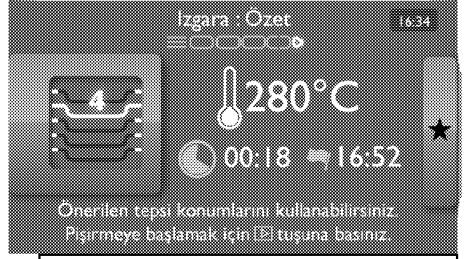 Izgara : Özet
16:34
4
280°C
00:18
16:52
Önerilen tepsi konumlarını kullanabilirsiniz.
Pişirmeye başlamak için tuşuna basınız.